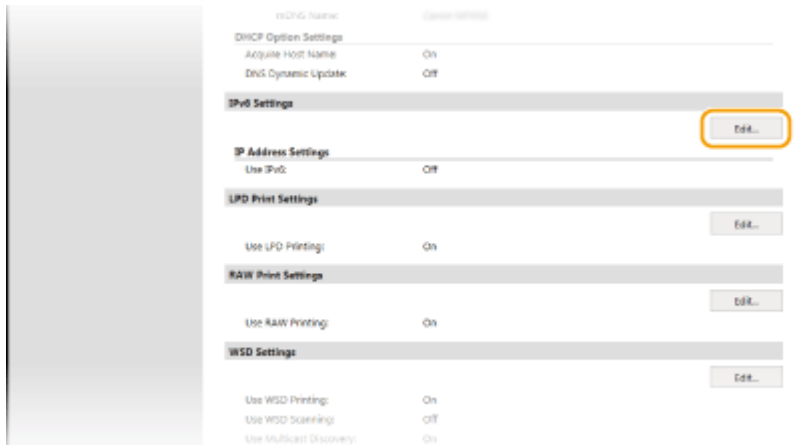 mDNS Name:
DHCP Option Settings
Acquire Host Name: On
DNS Dynamic Update: Off
IPv6 Settings
Edit...
IP Address Settings
Use IPv6: Off
LPD Print Settings
Edit...
Use LPD Printing: On
RAW Print Settings
Edit...
Use RAW Printing: On
WSD Settings
Edit...
Use WSD Printing: On
Use WSD Scanning: Off
Use Multicast Discovery: On